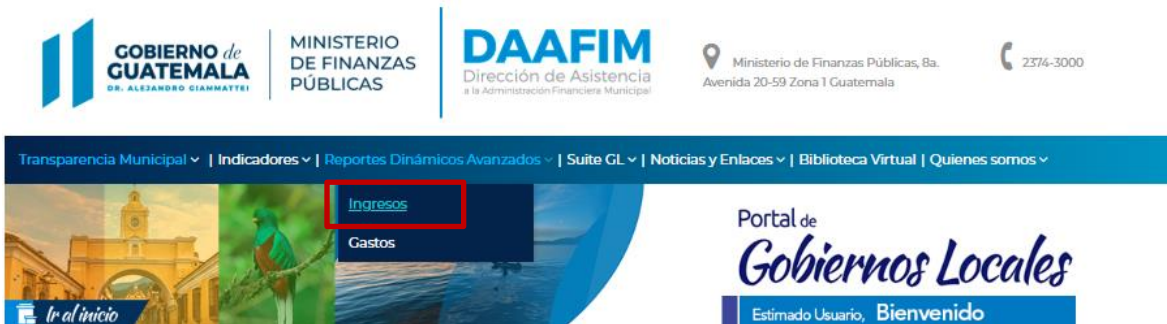 GOBIERNO de
GUATEMALA
DR. ALEJANDRO GIAMMATTEI
MINISTERIO
DE FINANZAS
PÚBLICAS
DAAFIM
Dirección de Asistencia
a la Administración Financiera Municipal
Ministerio de Finanzas Públicas, 8a.
Avenida 20-59 Zona 1 Guatemala
2374-3000
Transparencia Municipal | Indicadores | Reportes Dinámicos Avanzados | Suite GL | Noticias y Enlaces | Biblioteca Virtual | Quienes somos
Ingresos
Gastos
Ir al inicio
Portal de
Gobiernos Locales
Estimado Usuario, Bienvenido